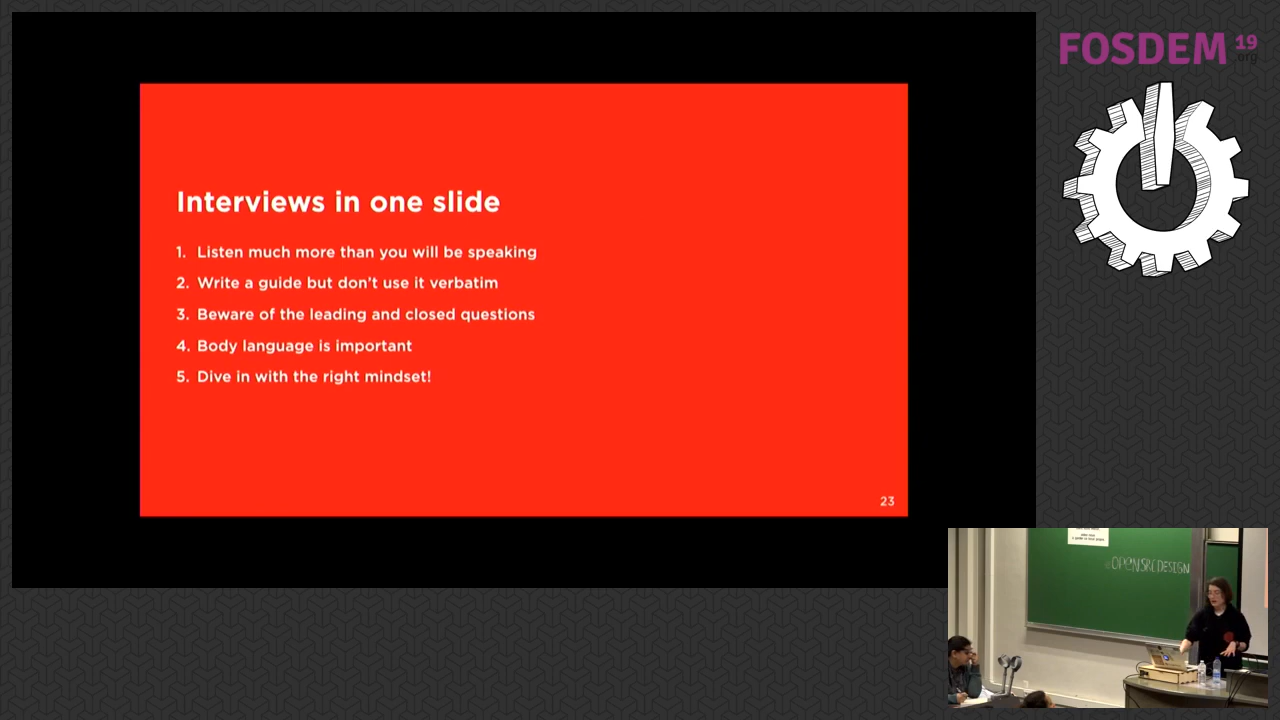 FOSDEM 19
.org
Interviews in one slide
1. Listen much more than you will be speaking
2. Write a guide but don't use it verbatim
3. Beware of the leading and closed questions
4. Body language is important
5. Dive in with the right mindset!
23
@OPENSRCDESIGN